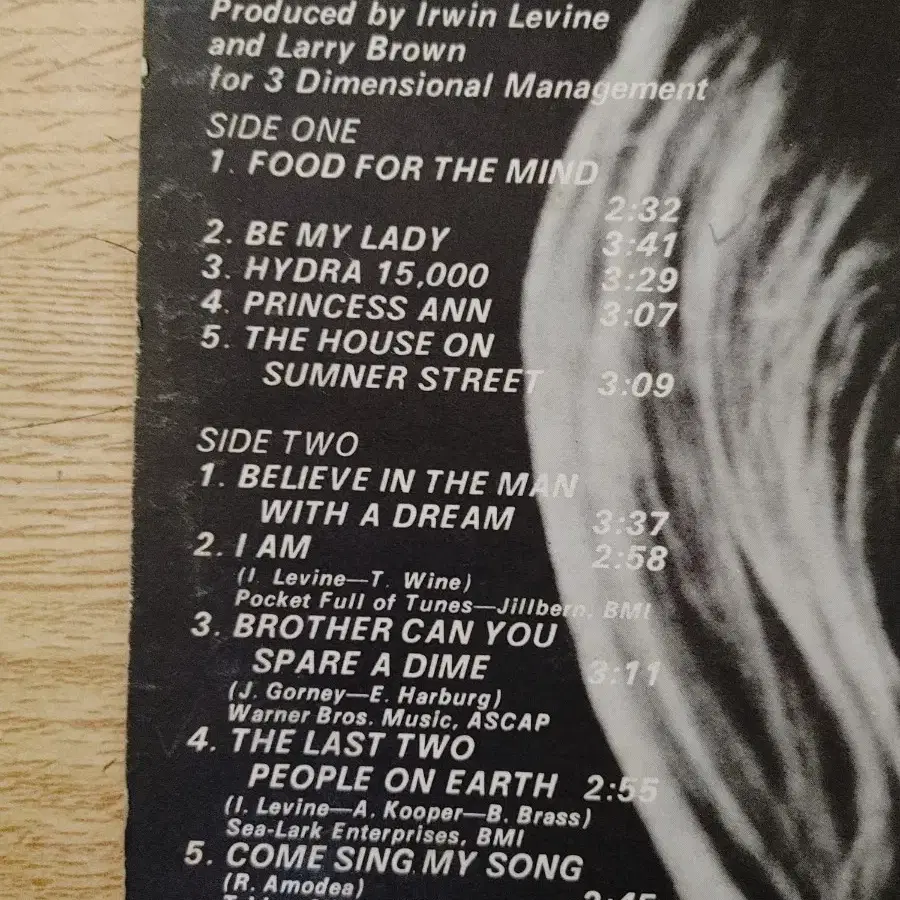 Produced by Irwin Levine
and Larry Brown
for 3 Dimensional Management
SIDE ONE
1. FOOD FOR THE MIND
2:32
2. BE MY LADY 3:41
3. HYDRA 15,000 3:29
4. PRINCESS ANN 3:07
5. THE HOUSE ON
SUMNER STREET 3:09
SIDE TWO
1. BELIEVE IN THE MAN
WITH A DREAM 3:37
2. I AM 2:58
(I. Levine—T. Wine)
Pocket Full of Tunes—Jillbern, BMI
3. BROTHER CAN YOU
SPARE A DIME 3:11
(J. Gorney—E. Harburg)
Warner Bros. Music, ASCAP
4. THE LAST TWO
PEOPLE ON EARTH 2:55
(I. Levine—A. Kooper—B. Brass)
Sea-Lark Enterprises, BMI
5. COME SING MY SONG
(R. Amodea)